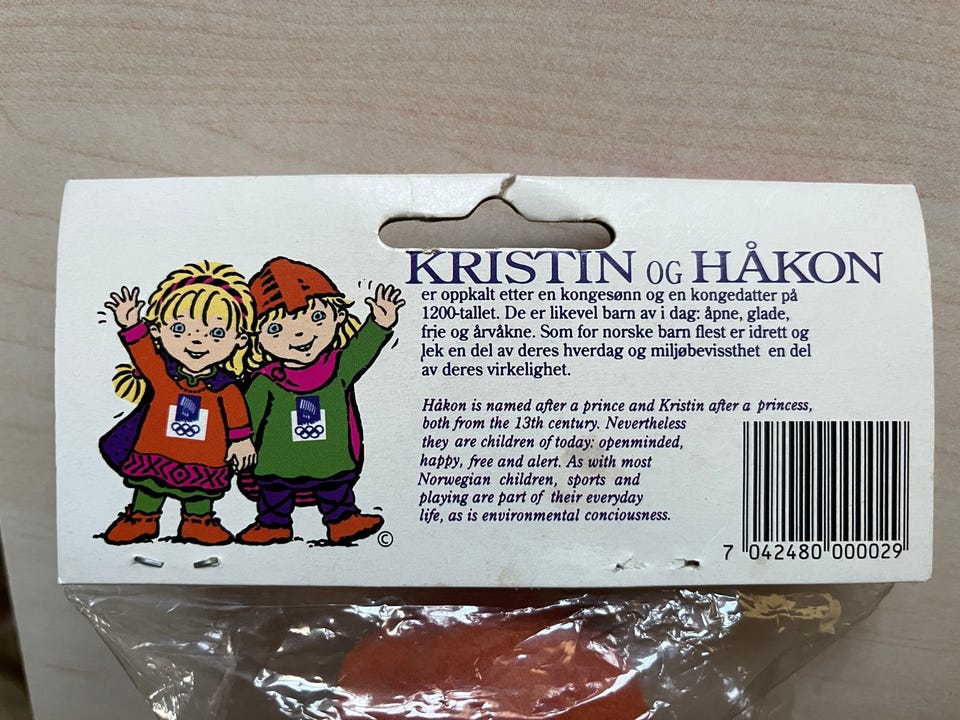 KRISTIN OG HÅKON
er oppkalt etter en kongesønn og en kongedatter på
1200-tallet. De er likevel barn av i dag: åpne, glade,
frie og årvåkne. Som for norske barn flest er idrett og
lek en del av deres hverdag og miljøbevissthet en del
av deres virkelighet.
Håkon is named after a prince and Kristin after a princess,
both from the 13th century. Nevertheless
they are children of today: openminded,
happy, free and alert. As with most
Norwegian children, sports and
playing are part of their everyday
life, as is environmental conciousness.
©
7 042480 000029